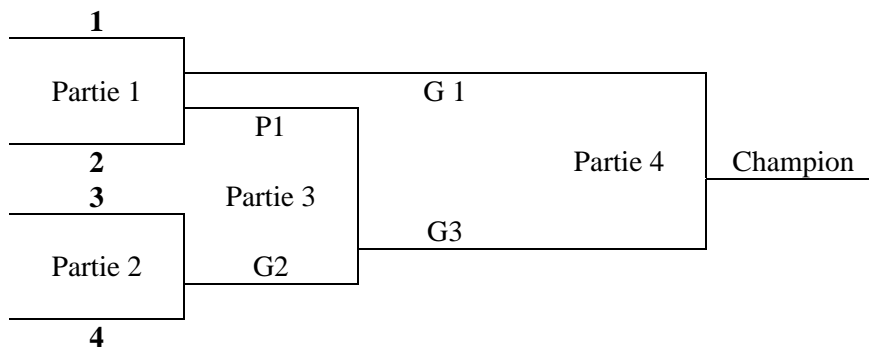 1
Partie 1
G 1
P1
2
Partie 4
Champion
3
Partie 3
G3
Partie 2
G2
4